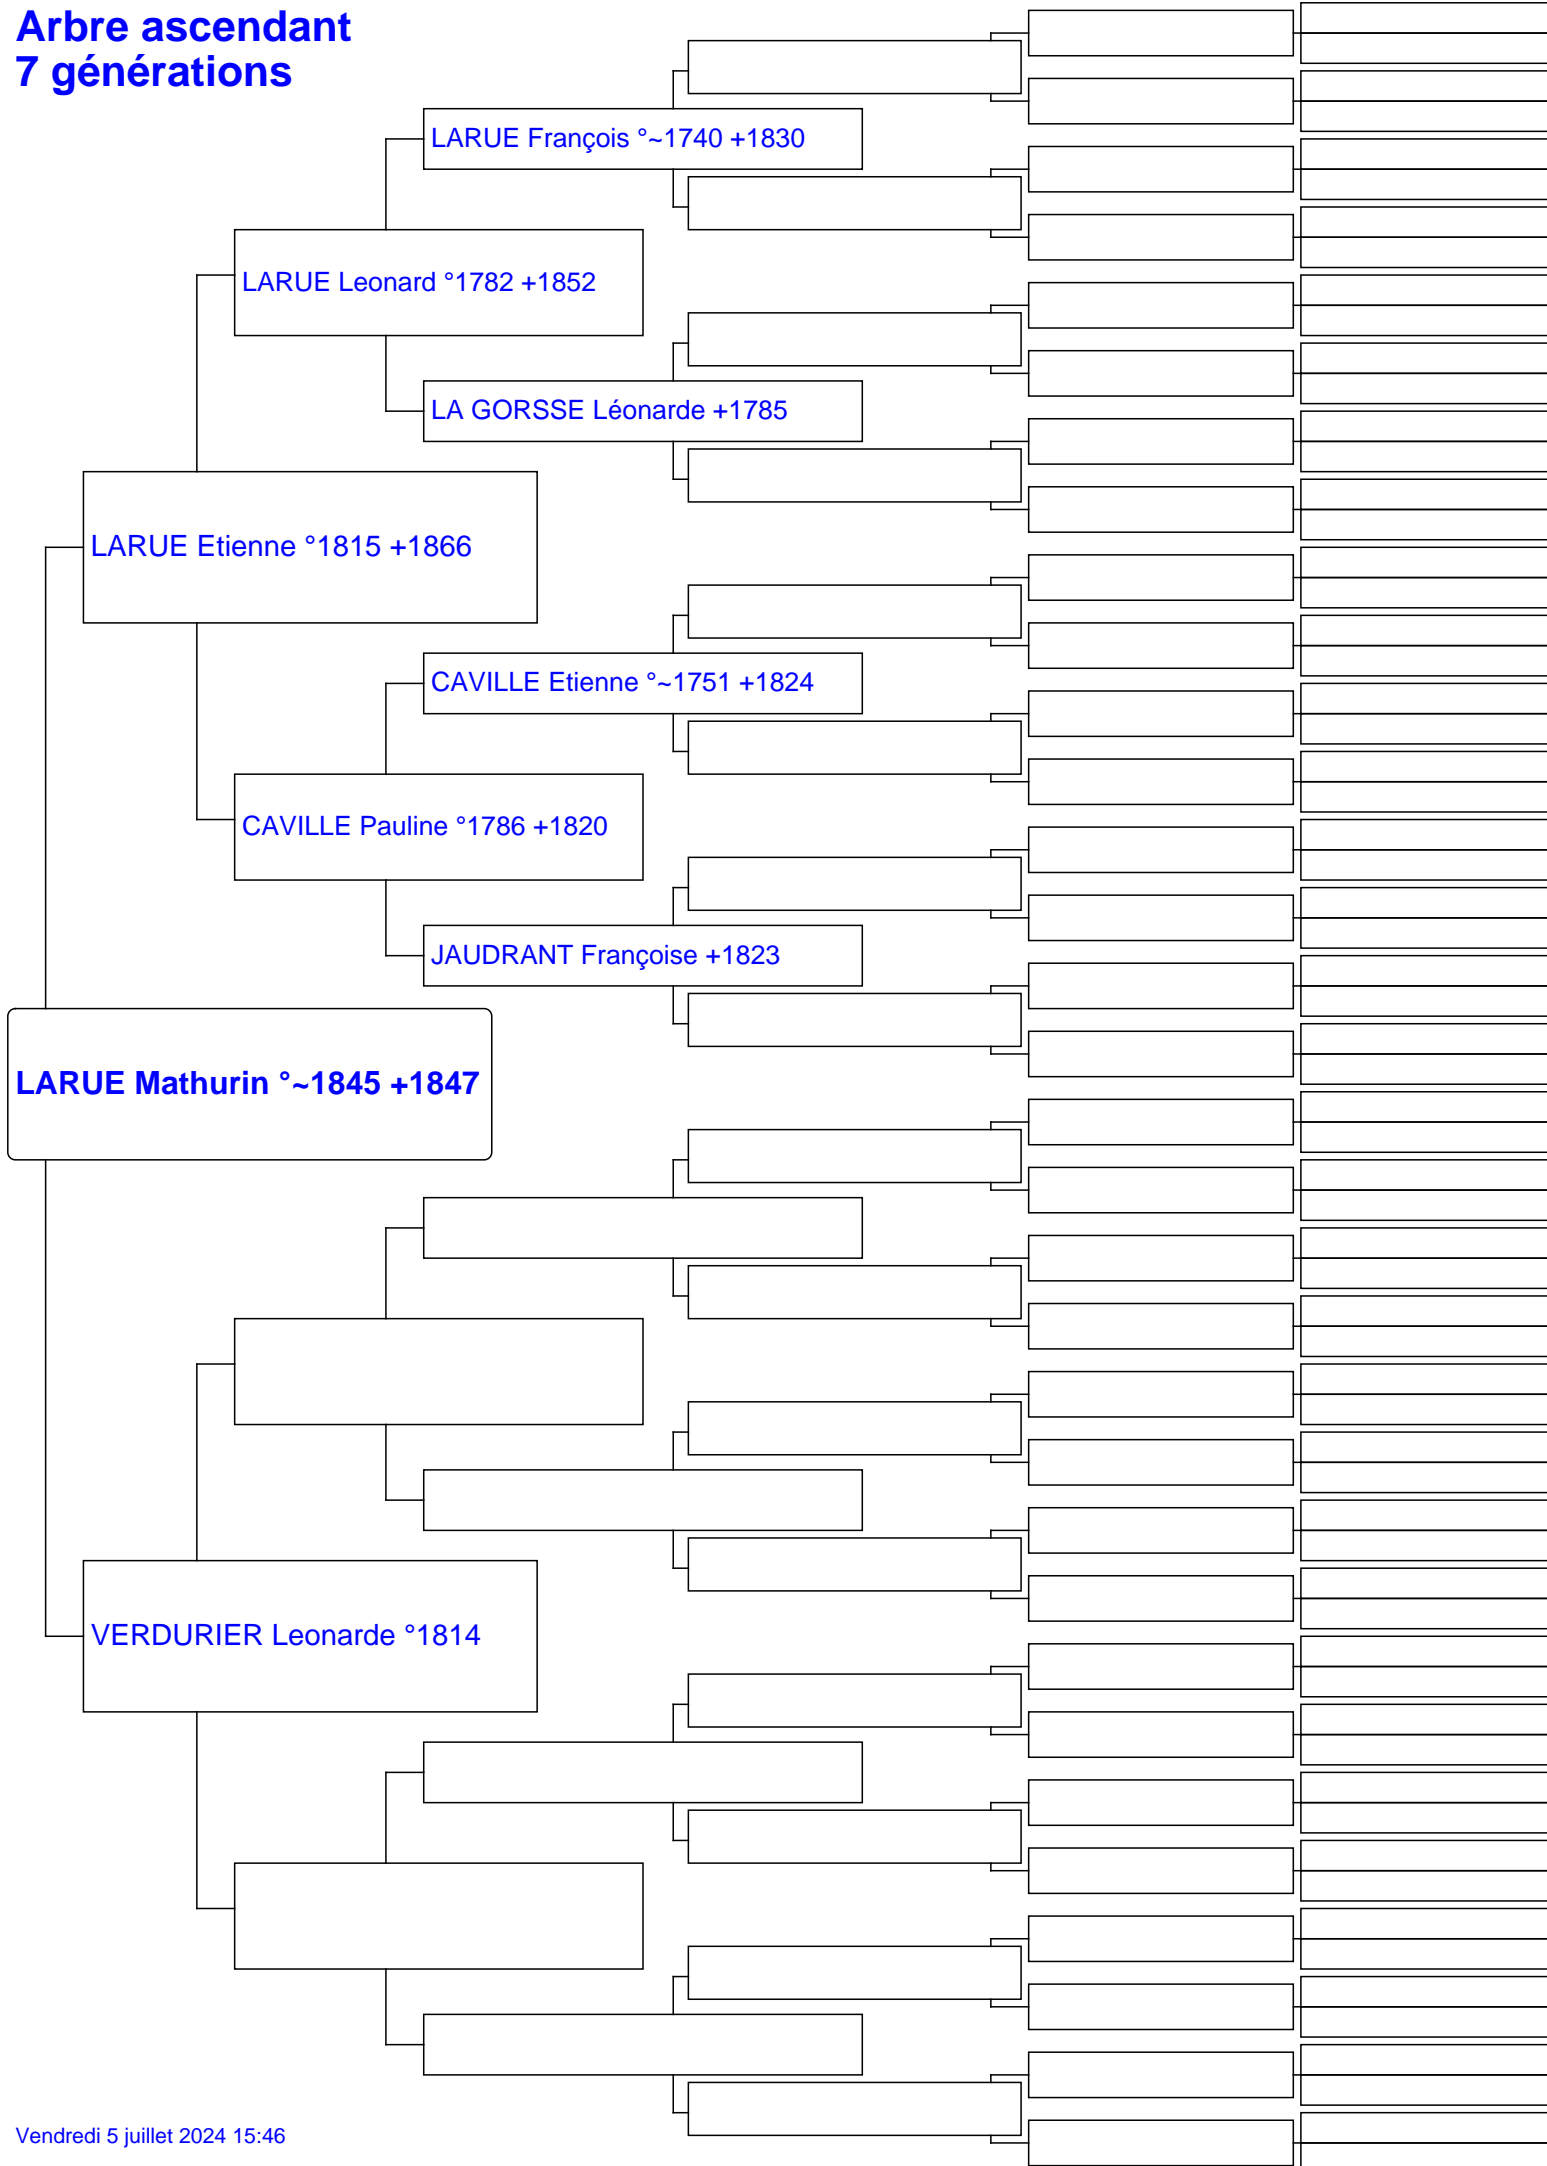 Arbre ascendant
7 générations
LARUE François °~1740 +1830
LARUE Leonard °1782 +1852
LA GORSSE Léonarde +1785
LARUE Etienne °1815 +1866
CAVILLE Etienne °~1751 +1824
CAVILLE Pauline °1786 +1820
JAUDRANT Françoise +1823
LARUE Mathurin °~1845 +1847
VERDURIER Leonarde °1814
Vendredi 5 juillet 2024 15:46